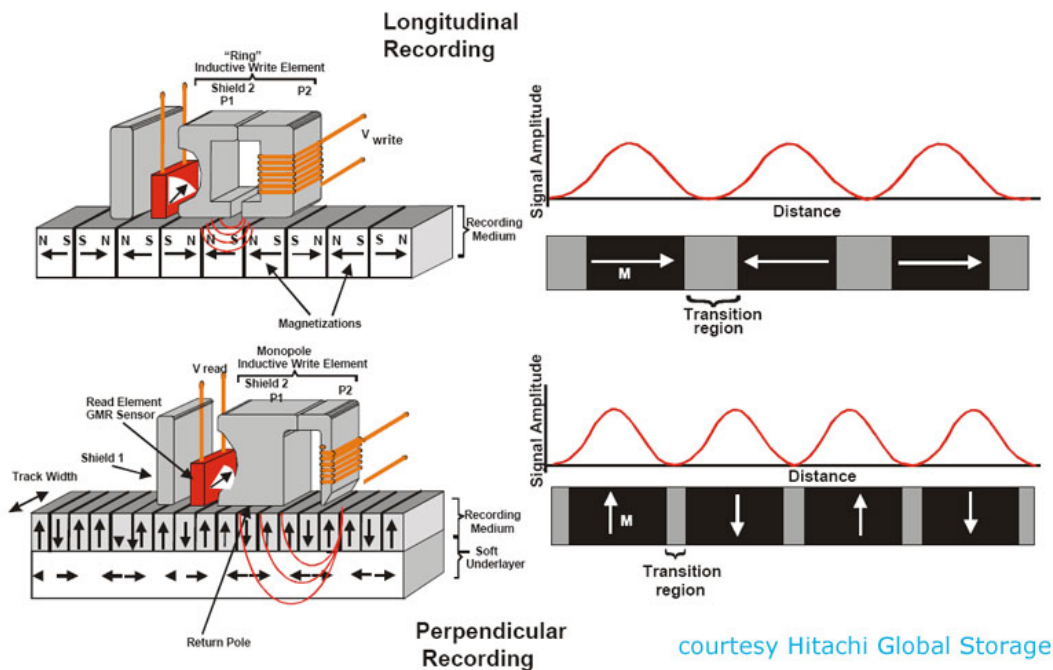 Longitudinal
Recording
“Ring”
Inductive Write Element
Shield 2
P1
P2
V write
Recording
Medium
N S S N N S S N N S N S S N N S S N
Magnetizations
Signal Amplitude
Distance
M
Transition
region
Monopole
Inductive Write Element
V read
Shield 2
P1
P2
Read Element
GMR Sensor
Shield 1
Track Width
Recording
Medium
Soft
Underlayer
Return Pole
Signal Amplitude
Distance
M
Transition
region
Perpendicular
Recording
courtesy Hitachi Global Storage